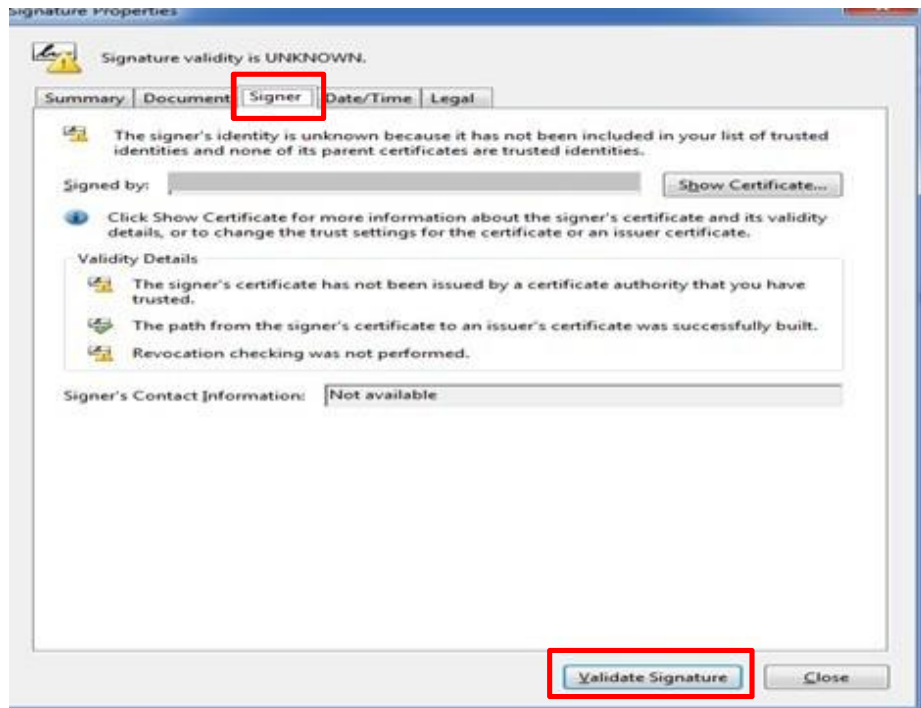 Signature Properties
Signature validity is UNKNOWN.
Summary Document Signer Date/Time Legal
The signer's identity is unknown because it has not been included in your list of trusted
identities and none of its parent certificates are trusted identities.
Signed by: Show Certificate...
Click Show Certificate for more information about the signer's certificate and its validity
details, or to change the trust settings for the certificate or an issuer certificate.
Validity Details
The signer's certificate has not been issued by a certificate authority that you have
trusted.
The path from the signer's certificate to an issuer's certificate was successfully built.
Revocation checking was not performed.
Signer's Contact Information: Not available
Validate Signature Close